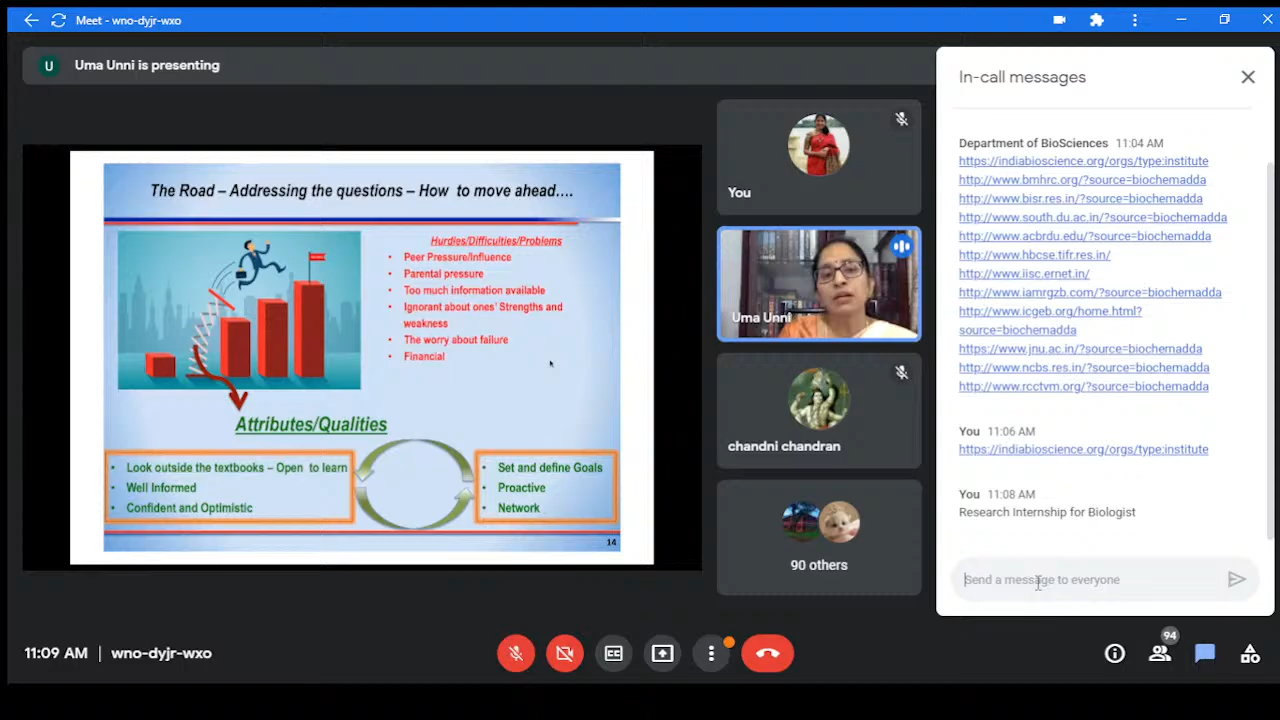 Meet - wno-dyjr-wxo
U
Uma Unni is presenting
The Road – Addressing the questions – How to move ahead….
Hurdles/Difficulties/Problems
• Peer Pressure/Influence
• Parental pressure
• Too much information available
• Ignorant about ones' Strengths and
weakness
• The worry about failure
• Financial
Attributes/Qualities
• Look outside the textbooks – Open to learn
• Well Informed
• Confident and Optimistic
• Set and define Goals
• Proactive
• Network
14
You
Uma Unni
chandni chandran
90 others
In-call messages
Department of BioSciences 11:04 AM
https://indiabioscience.org/orgs/type:institute
http://www.bmhrc.org/?source=biochemadda
http://www.bisr.res.in/?source=biochemadda
http://www.south.du.ac.in/?source=biochemadda
http://www.acbrdu.edu/?source=biochemadda
http://www.hbcse.tifr.res.in/
http://www.iisc.ernet.in/
http://www.iamrgzb.com/?source=biochemadda
http://www.icgeb.org/home.html?
source=biochemadda
https://www.jnu.ac.in/?source=biochemadda
http://www.ncbs.res.in/?source=biochemadda
http://www.rcctvm.org/?source=biochemadda
You 11:06 AM
https://indiabioscience.org/orgs/type:institute
You 11:08 AM
Research Internship for Biologist
Send a message to everyone
11:09 AM | wno-dyjr-wxo
94